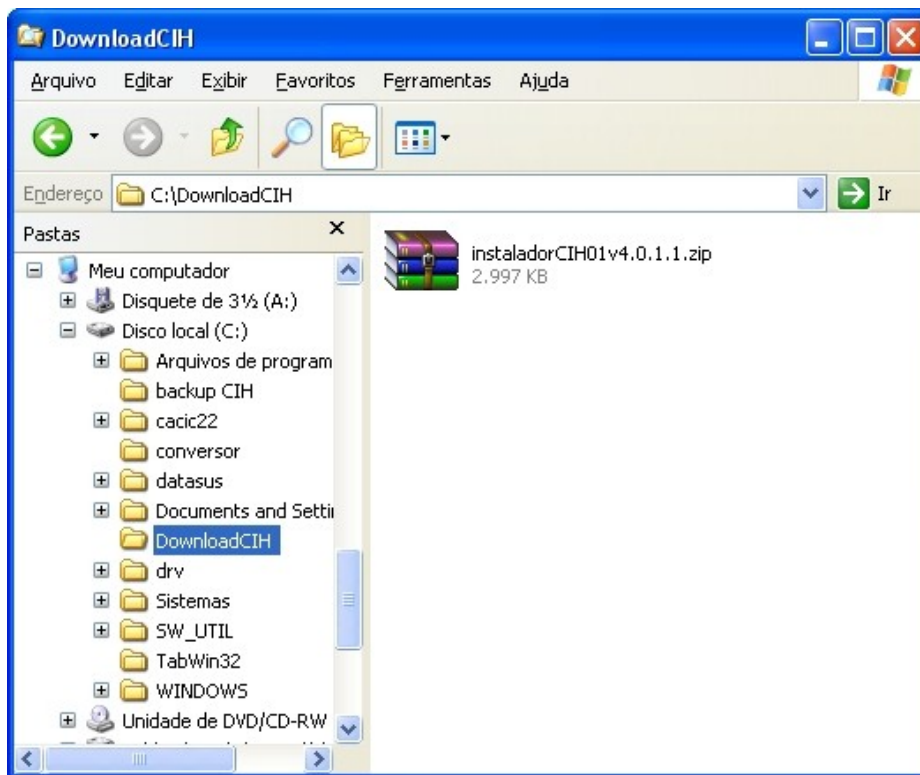 DownloadCIH
Arquivo Editar Exibir Favoritos Ferramentas Ajuda
Endereço C:\DownloadCIH Ir
Pastas
Meu computador
Disquete de 3½ (A:)
Disco local (C:)
Arquivos de program
backup CIH
cacic22
conversor
datasus
Documents and Setti
DownloadCIH
drv
Sistemas
SW_UTIL
TabWin32
WINDOWS
Unidade de DVD/CD-RW
instaladorCIH01v4.0.1.1.zip
2.997 KB